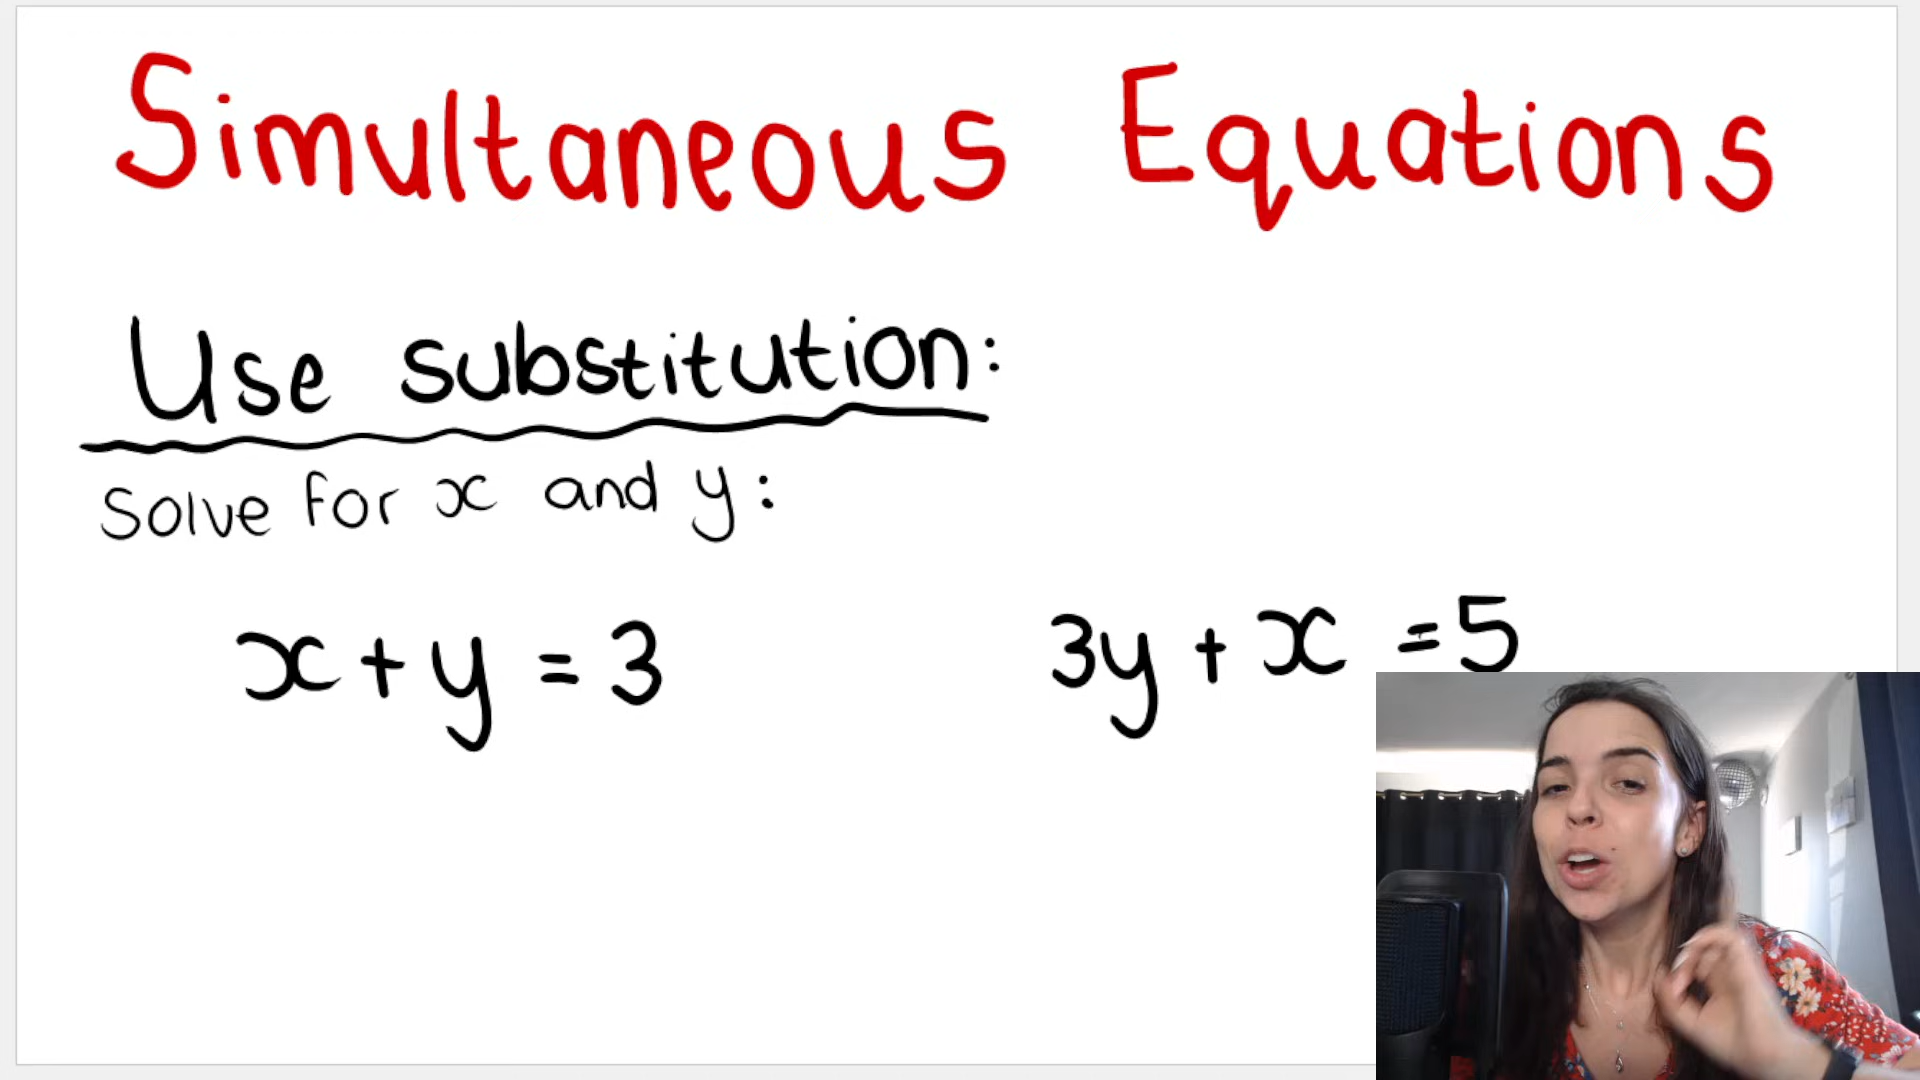 Simultaneous Equations
Use substitution:
Solve for x and y:
x + y = 3
3y + x = 5